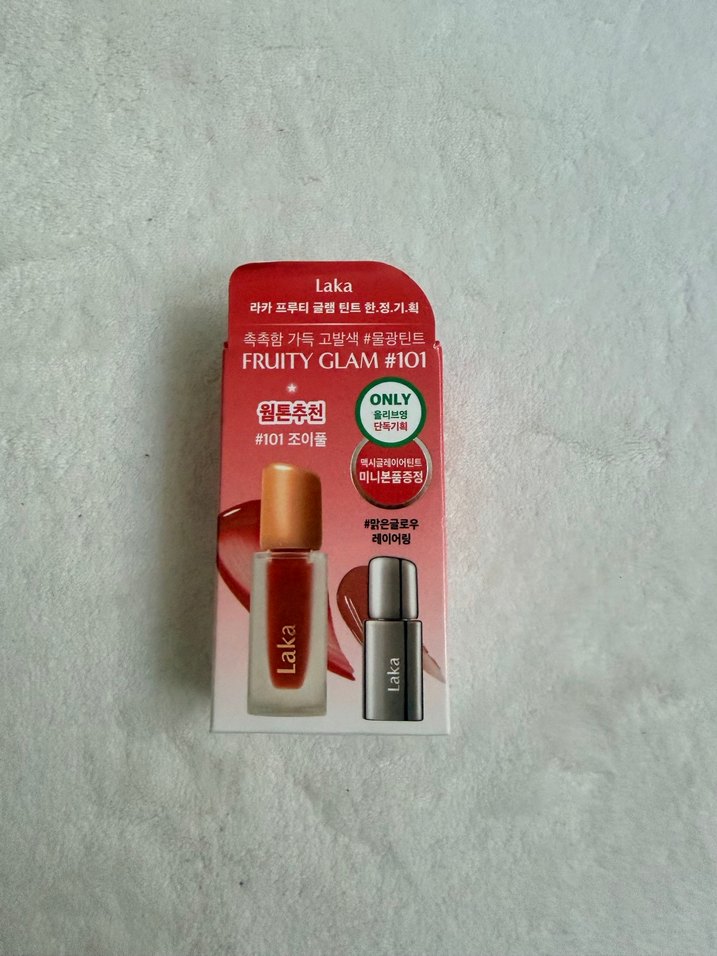 Laka
라카 프루티 글램 틴트 한.정.기.획
촉촉함 가득 고발색 #물광틴트
FRUITY GLAM #101
웜톤추천
#101 조이풀
ONLY
올리브영
단독기획
맥시글레이어틴트
미니본품증정
#맑은글로우
레이어링
Laka
Laka